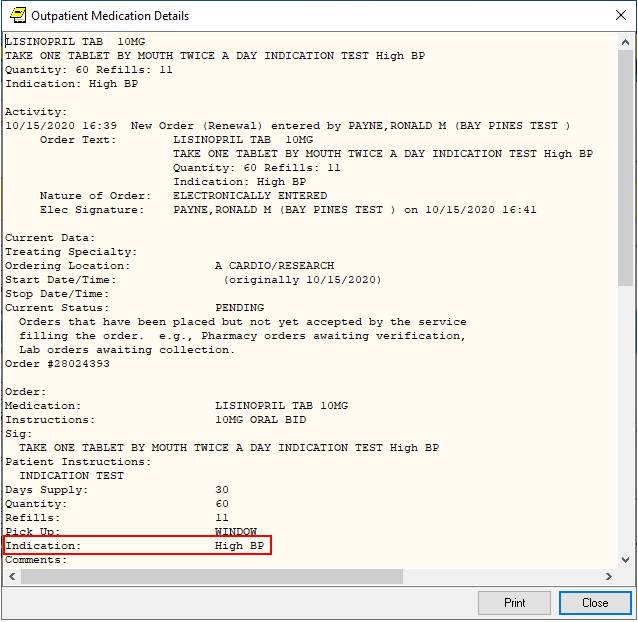 Outpatient Medication Details
LISINOPRIL TAB  10MG
TAKE ONE TABLET BY MOUTH TWICE A DAY INDICATION TEST High BP
Quantity: 60 Refills: 11
Indication: High BP
Activity:
10/15/2020 16:39  New Order (Renewal) entered by PAYNE,RONALD M (BAY PINES TEST )
Order Text:        LISINOPRIL TAB  10MG
TAKE ONE TABLET BY MOUTH TWICE A DAY INDICATION TEST High BP
Quantity: 60 Refills: 11
Indication: High BP
Nature of Order:   ELECTRONICALLY ENTERED
Elec Signature:    PAYNE,RONALD M (BAY PINES TEST ) on 10/15/2020 16:41
Current Data:
Treating Specialty:
Ordering Location:            A CARDIO/RESEARCH
Start Date/Time:               (originally 10/15/2020)
Stop Date/Time:
Current Status:               PENDING
Orders that have been placed but not yet accepted by the service
filling the order.  e.g., Pharmacy orders awaiting verification,
Lab orders awaiting collection.
Order #28024393
Order:
Medication:                   LISINOPRIL TAB 10MG
Instructions:                 10MG ORAL BID
Sig:
TAKE ONE TABLET BY MOUTH TWICE A DAY INDICATION TEST High BP
Patient Instructions:
INDICATION TEST
Days Supply:                  30
Quantity:                     60
Refills:                      11
Pick Up:                      WINDOW
Indication:                   High BP
Comments:
Print Close